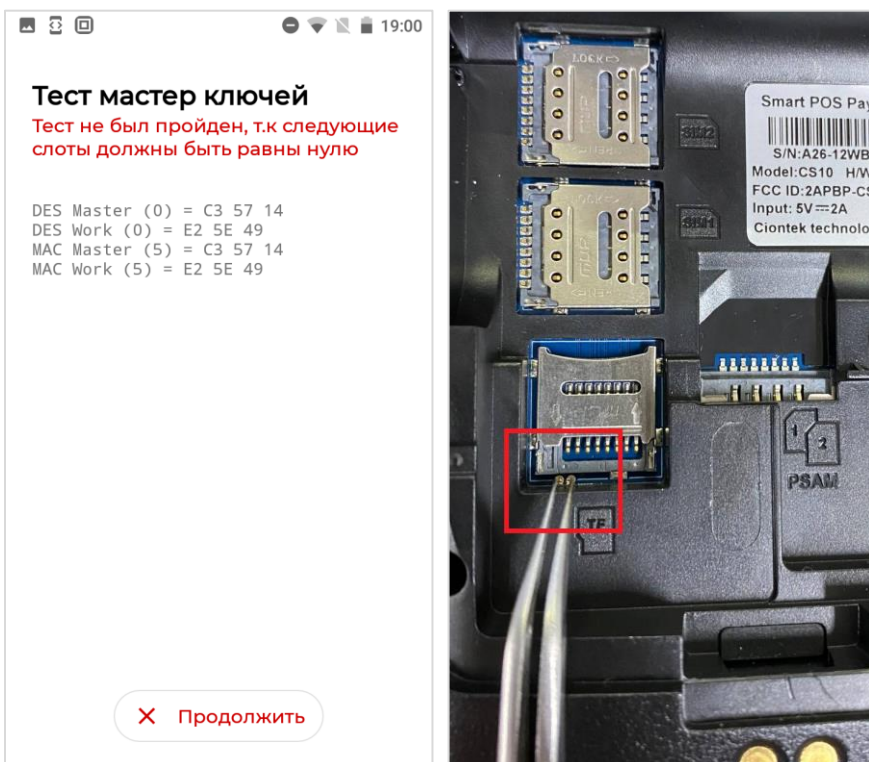 19:00
Тест мастер ключей
Тест не был пройден, т.к следующие
слоты должны быть равны нулю
DES Master (0) = C3 57 14
DES Work (0) = E2 5E 49
MAC Master (5) = C3 57 14
MAC Work (5) = E2 5E 49
Продолжить
LOCK
SIM2
SIM1
Smart POS Pay
S/N:A26-12WB
Model:CS10 H/W
FCC ID:2APBP-CS
Input: 5V⎓2A
Ciontek technolo
1
2
PSAM
TF